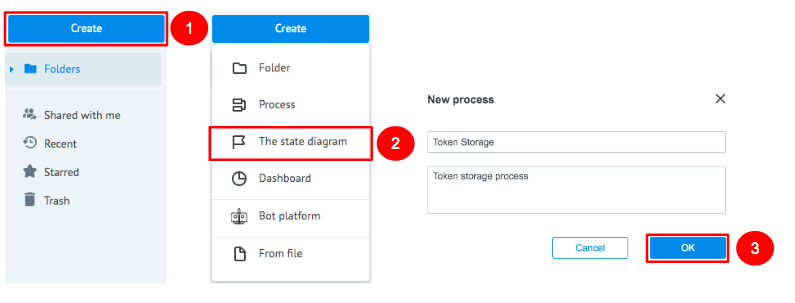 Create
1
Folders
Shared with me
Recent
Starred
Trash
Create
Folder
Process
The state diagram
2
Dashboard
Bot platform
From file
New process
Token Storage
Token storage process
Cancel
OK
3